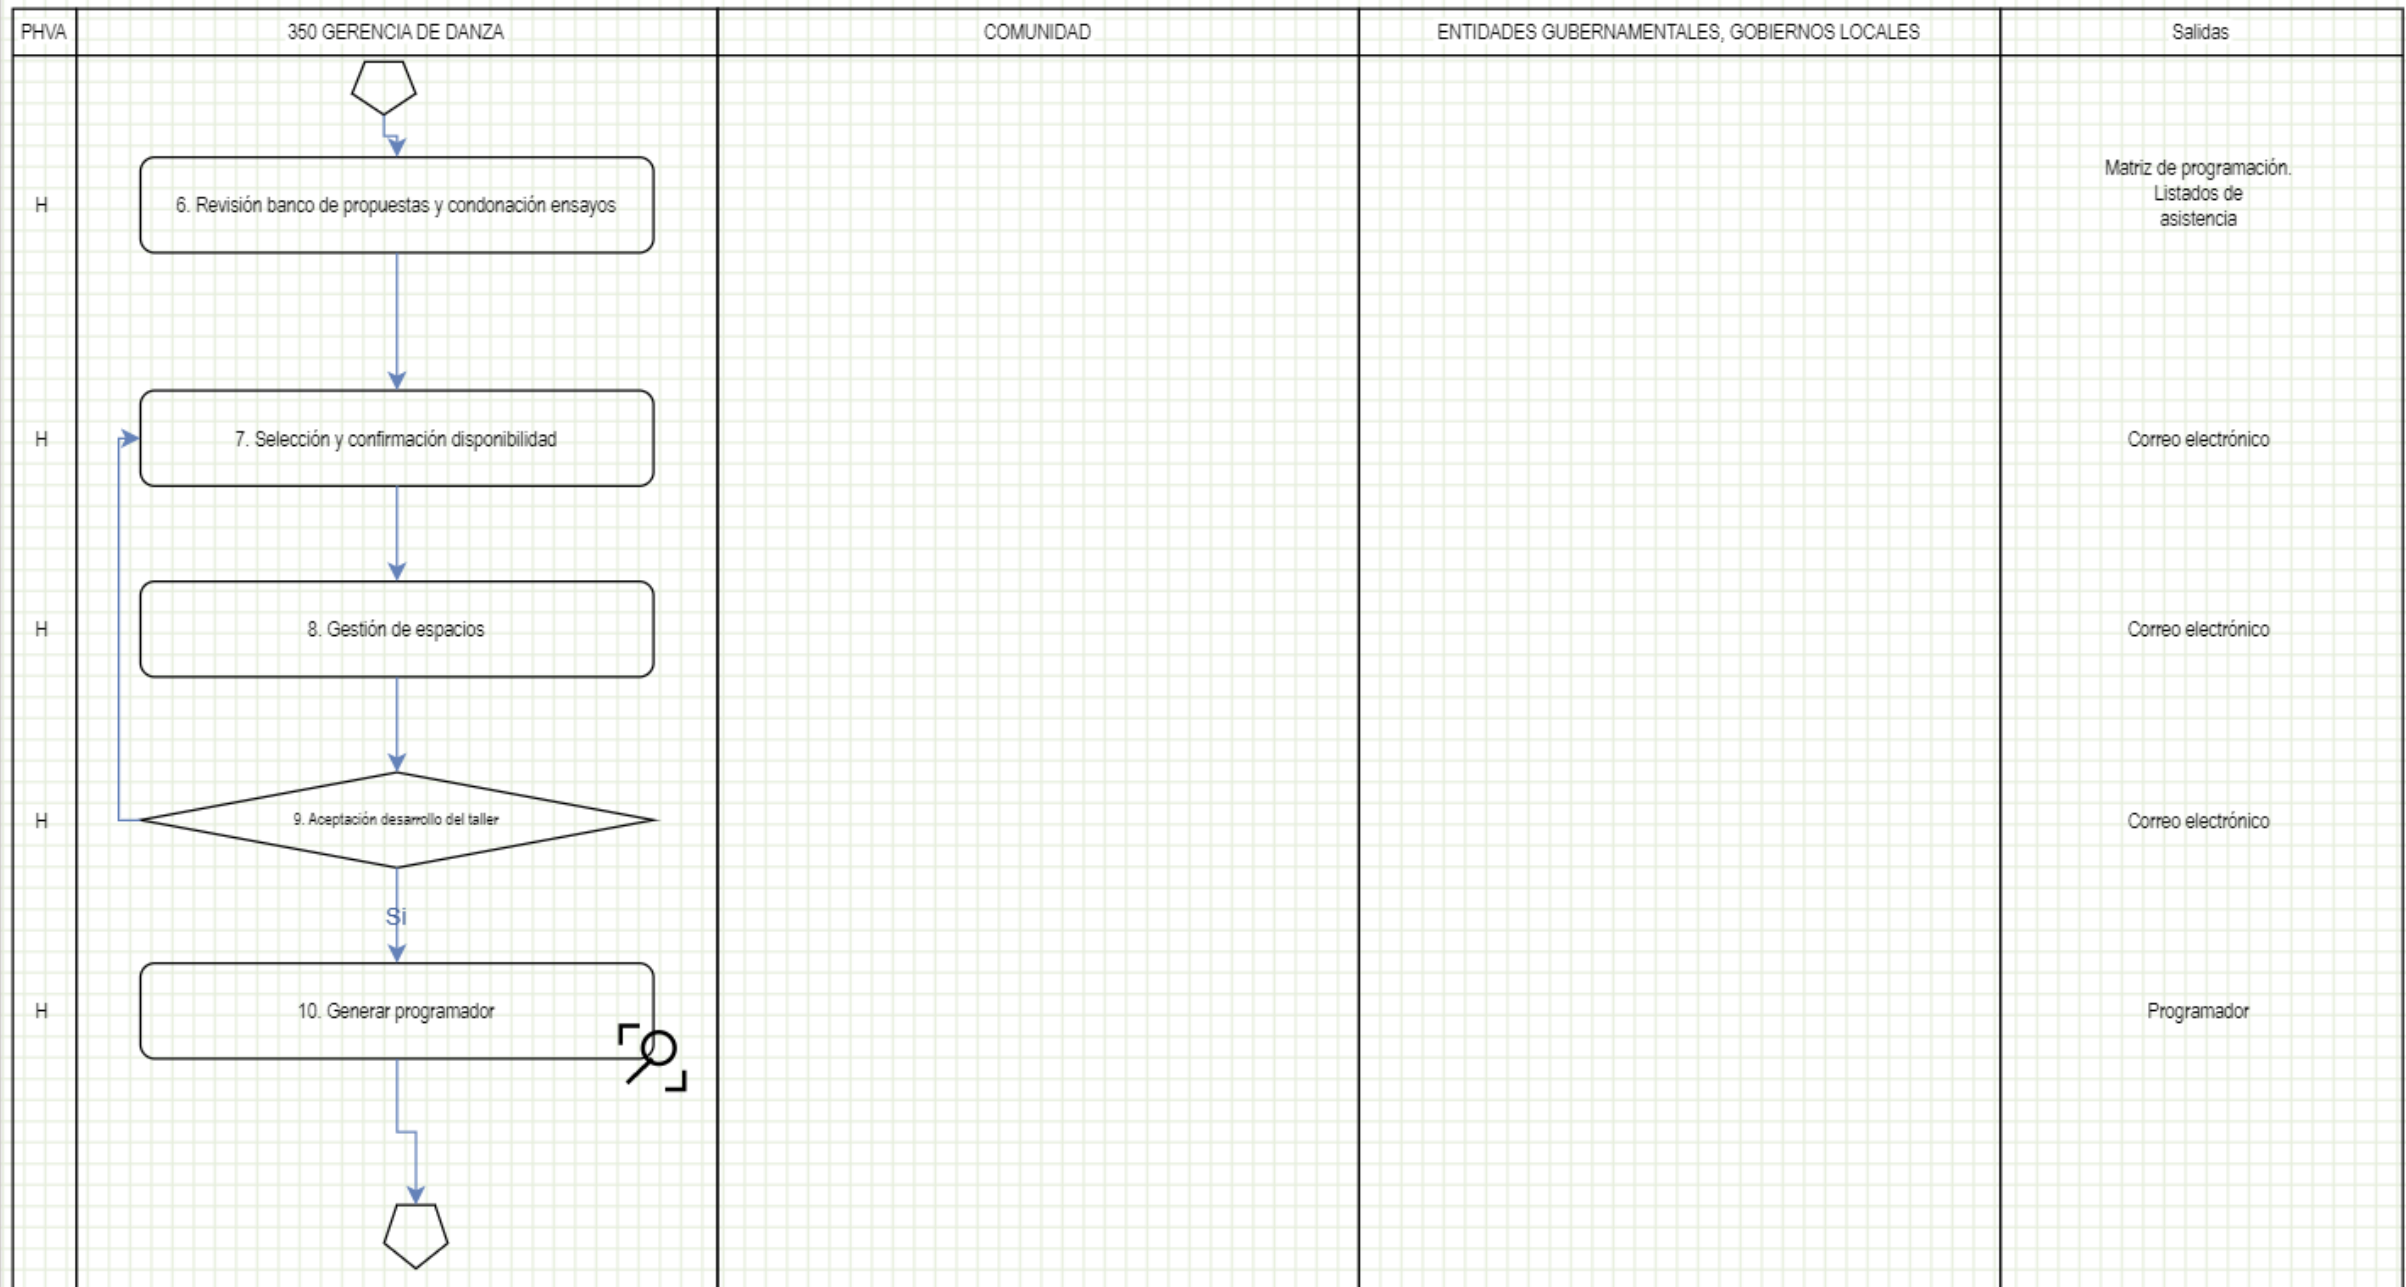 PHVA
350 GERENCIA DE DANZA
COMUNIDAD
ENTIDADES GUBERNAMENTALES, GOBIERNOS LOCALES
Salidas
H
6. Revisión banco de propuestas y condonación ensayos
Matriz de programación.
Listados de
asistencia
H
7. Selección y confirmación disponibilidad
Correo electrónico
H
8. Gestión de espacios
Correo electrónico
H
9. Aceptación desarrollo del taller
Correo electrónico
Si
H
10. Generar programador
Programador